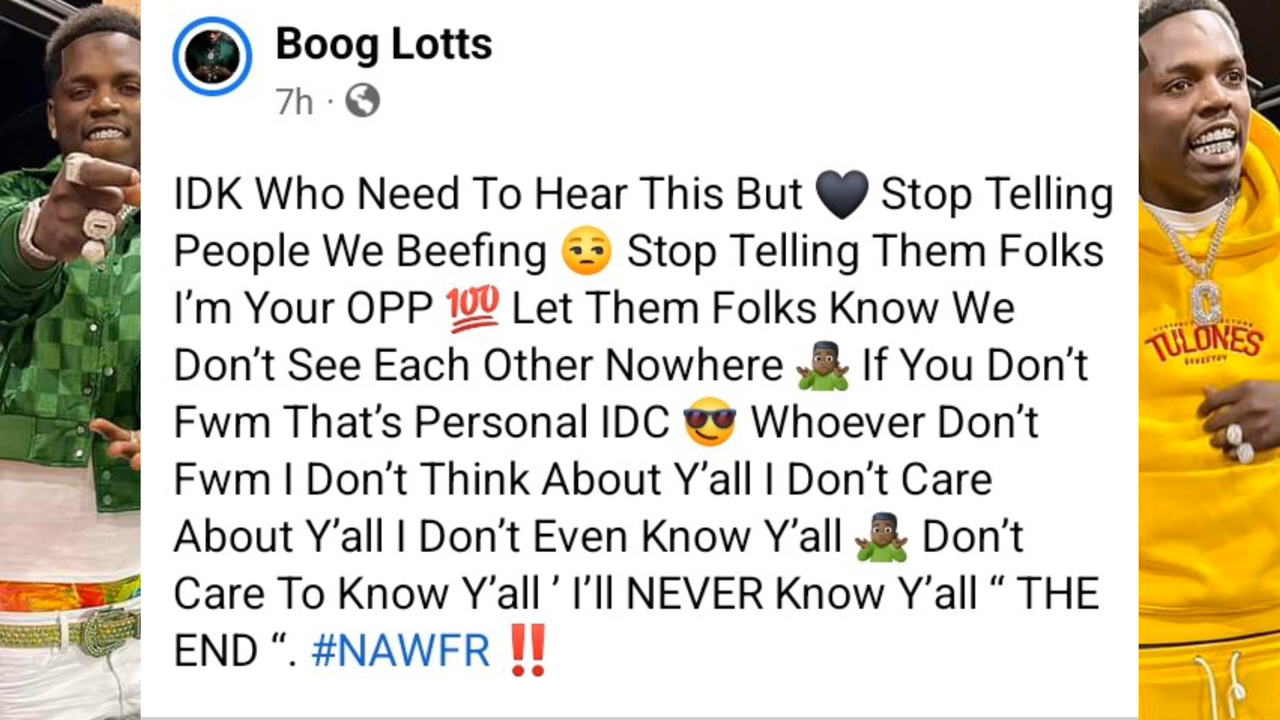 Boog Lotts
7h ·
IDK Who Need To Hear This But 🖤 Stop Telling
People We Beefing 😒 Stop Telling Them Folks
I’m Your OPP 💯 Let Them Folks Know We
Don’t See Each Other Nowhere 🤷🏿‍♂️ If You Don’t
Fwm That’s Personal IDC 😎 Whoever Don’t
Fwm I Don’t Think About Y’all I Don’t Care
About Y’all I Don’t Even Know Y’all 🤷🏿‍♂️ Don’t
Care To Know Y’all ’ I’ll NEVER Know Y’all “ THE
END “. #NAWFR ‼️
TULONES